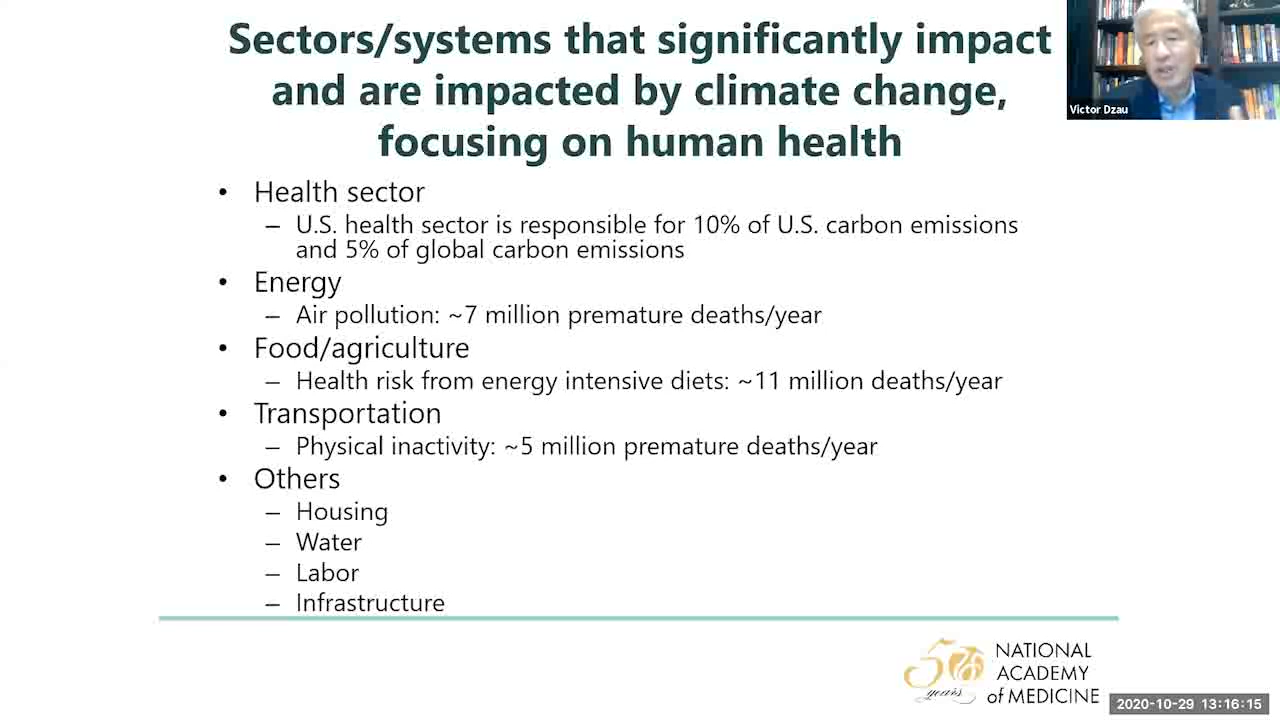 Sectors/systems that significantly impact
and are impacted by climate change,
focusing on human health
Victor Dzau
• Health sector
– U.S. health sector is responsible for 10% of U.S. carbon emissions
and 5% of global carbon emissions
• Energy
– Air pollution: ~7 million premature deaths/year
• Food/agriculture
– Health risk from energy intensive diets: ~11 million deaths/year
• Transportation
– Physical inactivity: ~5 million premature deaths/year
• Others
– Housing
– Water
– Labor
– Infrastructure
50
years
NATIONAL
ACADEMY
of MEDICINE
2020-10-29 13:16:15